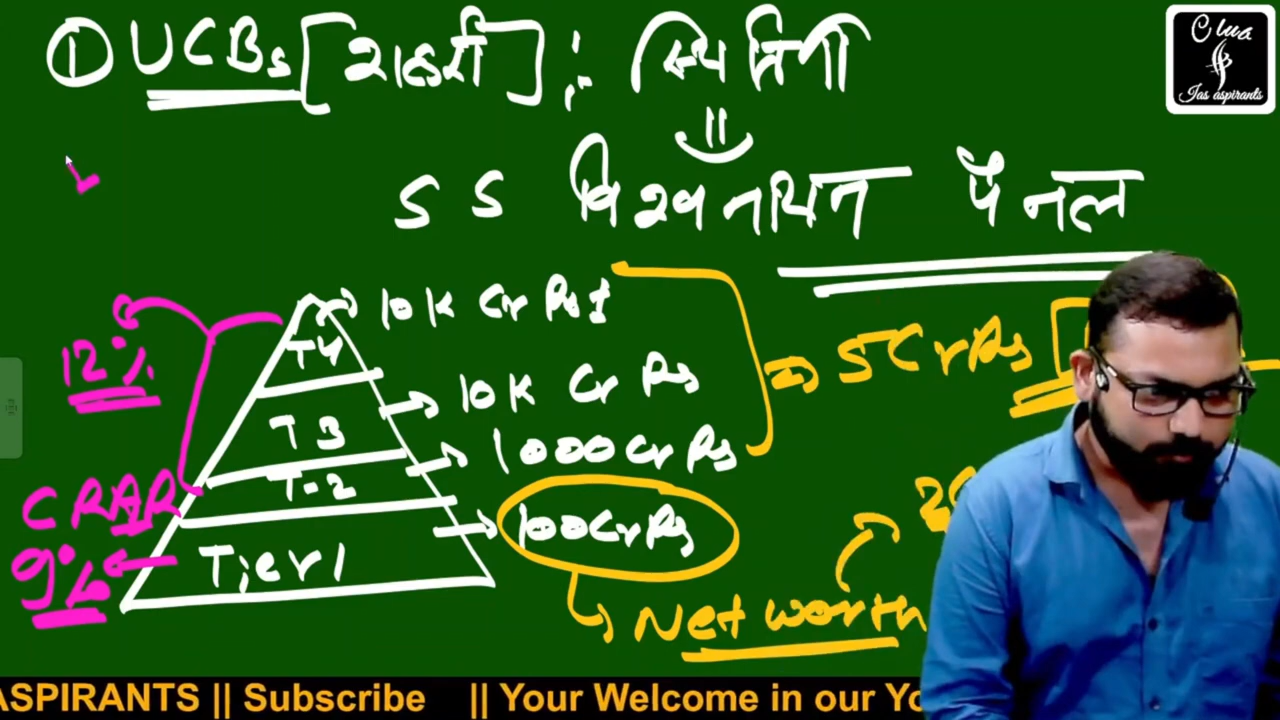 ① UCBs [शहरी] : समिति
Clue
Ias aspirants
S S विश्वनाथन पैनल
T4 → 10K Cr Rs ↑
12%
T3 → 10K Cr Rs
⇒ 5 Cr Rs
T-2 → 1000 Cr Rs
CRAR
Tier 1 → 100 Cr Rs
9%
Net worth
ASPIRANTS || Subscribe || Your Welcome in our Yo